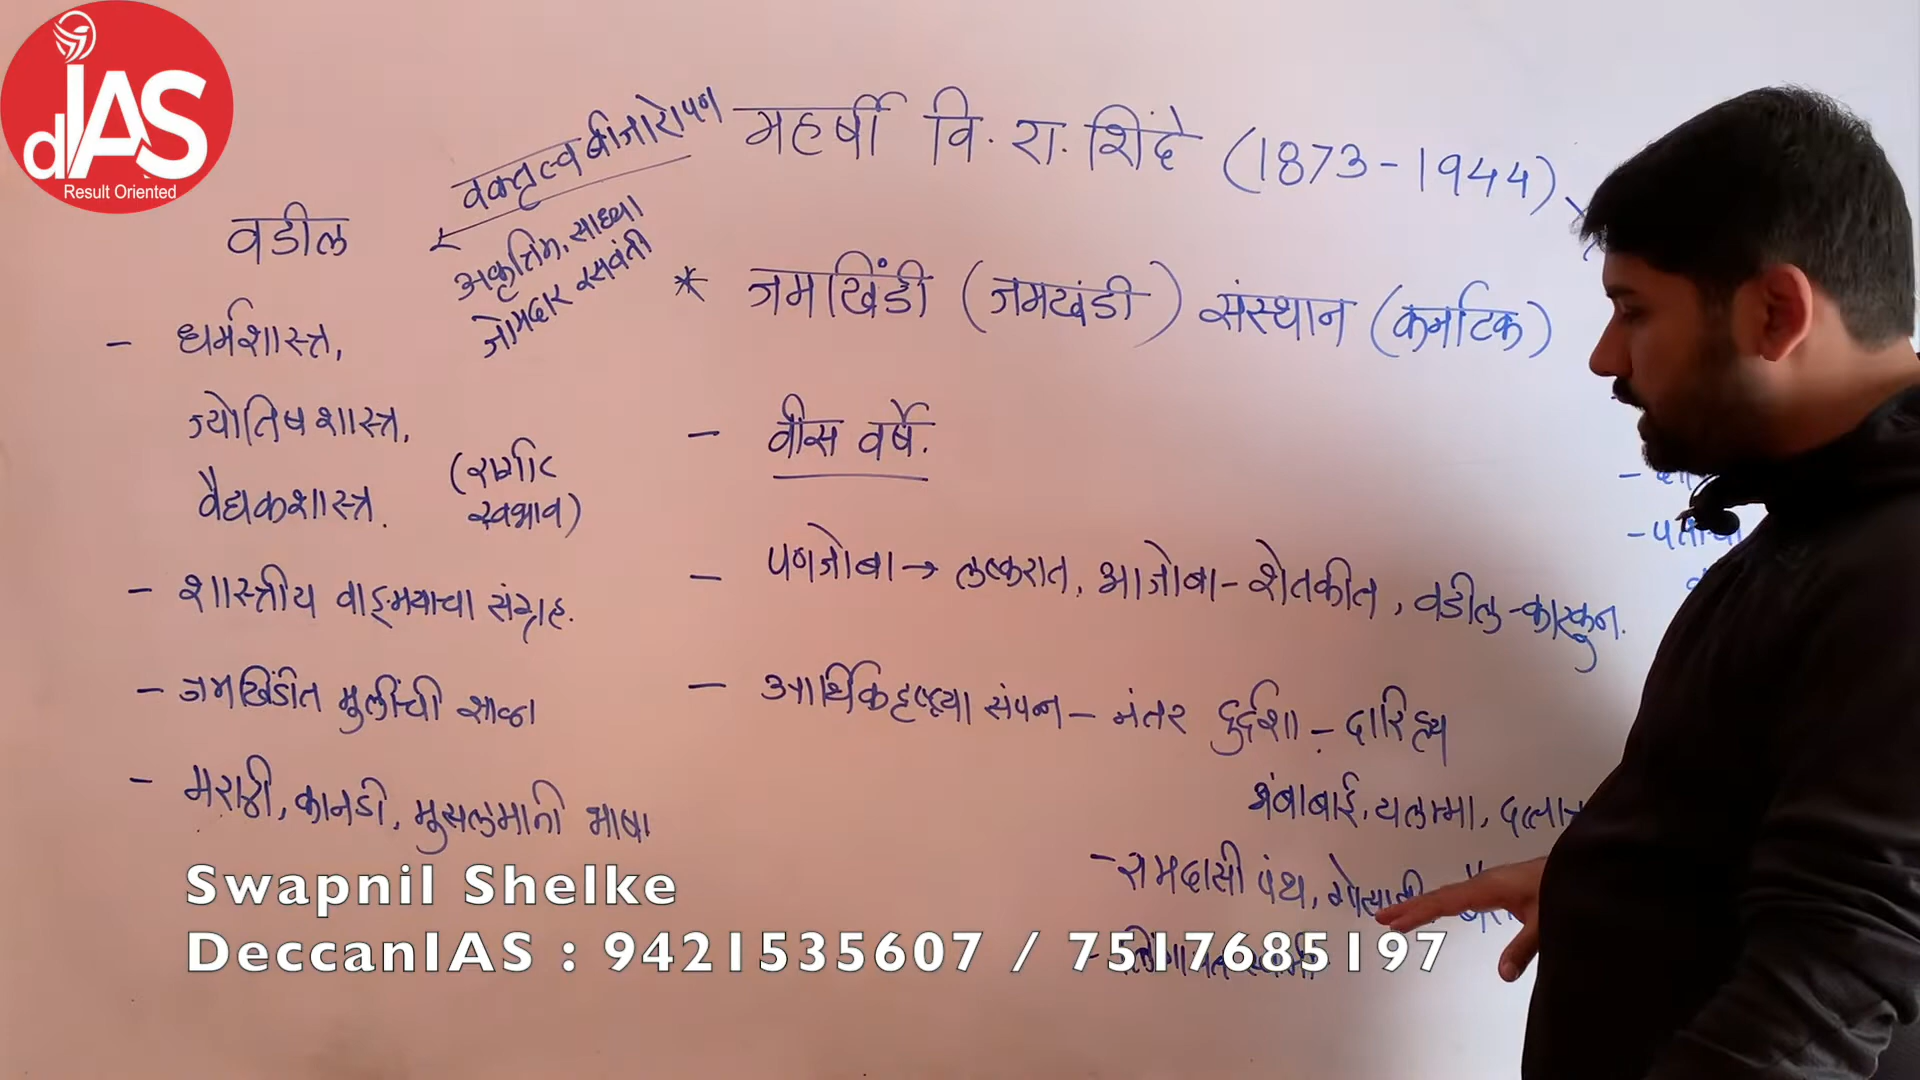 dIAS
Result Oriented
महर्षी वि. रा. शिंदे (1873-1944)
वक्तृत्व बीजारोपण
अकृत्रिम, साध्या
जोमदार रसवंती
वडील
- धर्मशास्त्र,
ज्योतिषशास्त्र,
वैद्यकशास्त्र.
(रागीट
स्वभाव)
- शास्त्रीय वाङ्मयाचा संग्रह.
- जमखिंडीत मुलींची शाळा
- मराठी, कानडी, मुसलमानी भाषा
* जमखिंडी (जमखंडी) संस्थान (कर्नाटक)
- वीस वर्षे.
- पणजोबा → लष्करात, आजोबा - शेतकीत, वडील - कारकुन.
- आर्थिकदृष्ट्या संपन्न - नंतर दुर्दशा - दारिद्र्य
अंबाबाई, यलम्मा,
- रामदासी पंथ,
Swapnil Shelke
DeccanIAS : 9421535607 / 7517685197